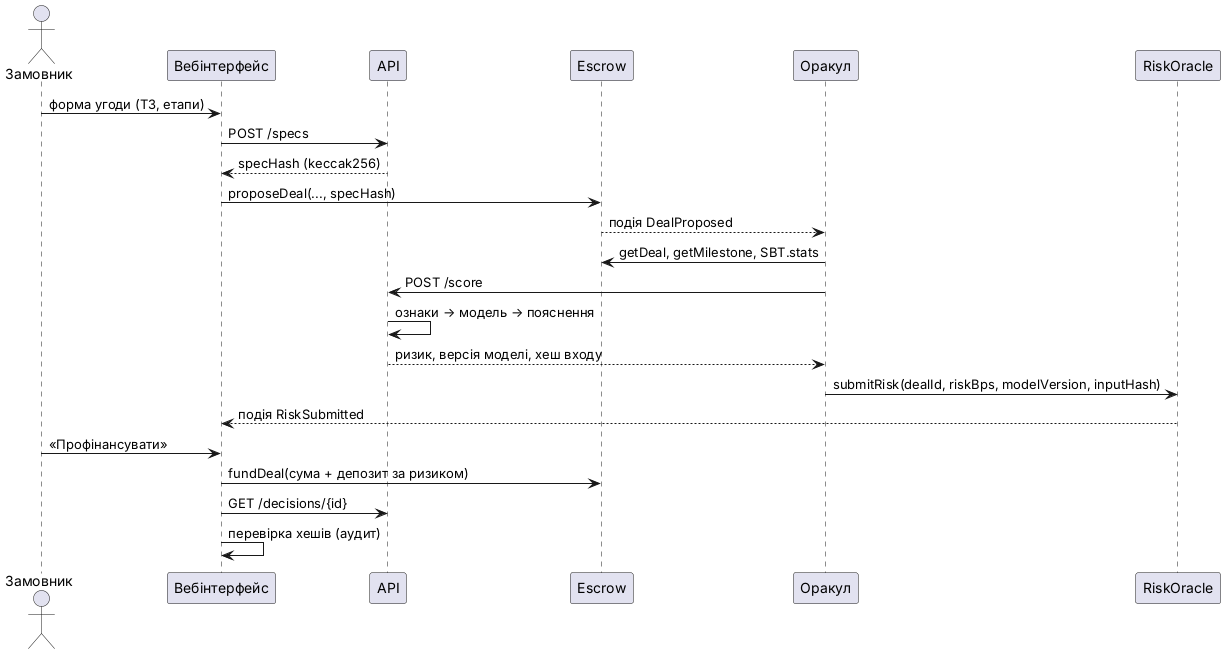 Замовник
Вебінтерфейс
API
Escrow
Оракул
RiskOracle
форма угоди (ТЗ, етапи)
POST /specs
specHash (keccak256)
proposeDeal(..., specHash)
подія DealProposed
getDeal, getMilestone, SBT.stats
POST /score
ознаки → модель → пояснення
ризик, версія моделі, хеш входу
submitRisk(dealId, riskBps, modelVersion, inputHash)
подія RiskSubmitted
«Профінансувати»
fundDeal(сума + депозит за ризиком)
GET /decisions/{id}
перевірка хешів (аудит)
Замовник
Вебінтерфейс
API
Escrow
Оракул
RiskOracle